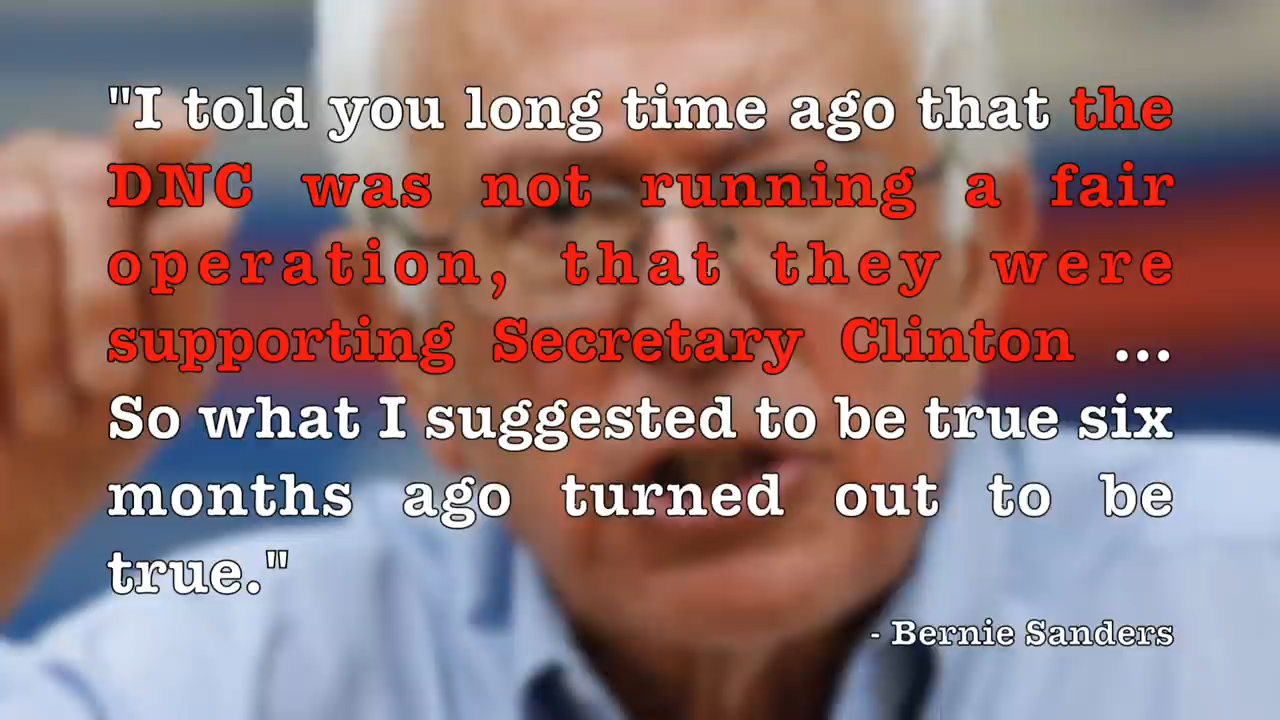 "I told you long time ago that the
DNC was not running a fair
operation, that they were
supporting Secretary Clinton ...
So what I suggested to be true six
months ago turned out to be
true."
- Bernie Sanders